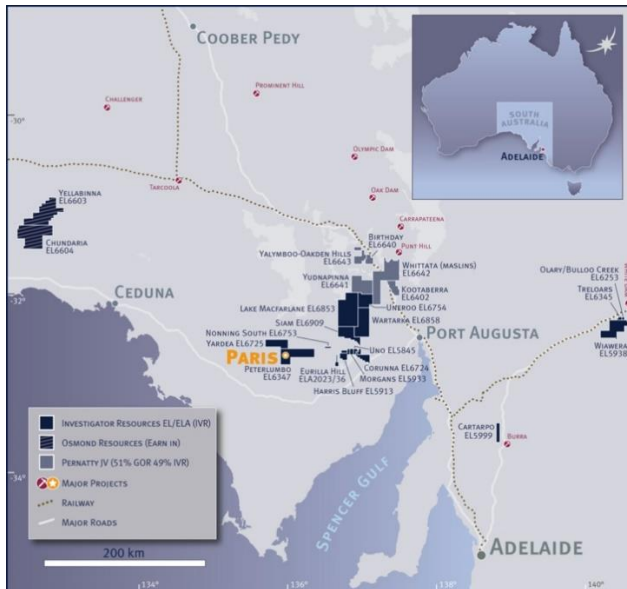 COOBER PEDY
CHALLENGER
PROMINENT HILL
-30°
OLYMPIC DAM
TARCOOLA
OAK DAM
CARRAPATEENA
PUNT HILL
SOUTH
AUSTRALIA
ADELAIDE
YELLABINNA
EL6603
CHUNDARIA
EL6604
BIRTHDAY
EL6640
YALYMBOO-OAKDEN HILLS
EL6643
WHITTATA (MASLINS)
EL6642
YUDNAPINNA
EL6641
KOOTABERRA
EL6402
OLARY/BULLOO CREEK
EL6253
TRELOARS
EL6345
-32°
CEDUNA
LAKE MACFARLANE EL6853
UNEROO EL6754
WARTAKA EL6858
SIAM EL6909
NONNING SOUTH EL6753
YARDEA EL6725
PORT AUGUSTA
WIAWERA
EL5938
PARIS
UNO EL5845
PETERLUMBO
EL6347
EURILLA HILL
ELA2023/36
CORUNNA EL6724
MORGANS EL5933
HARRIS BLUFF EL5913
INVESTIGATOR RESOURCES EL/ELA (IVR)
OSMOND RESOURCES (EARN IN)
PERNATTY JV (51% GOR 49% IVR)
MAJOR PROJECTS
RAILWAY
MAJOR ROADS
CARTARPO
EL5999
BURRA
-34°
SPENCER GULF
ADELAIDE
200 km
134°
136°
138°
140°